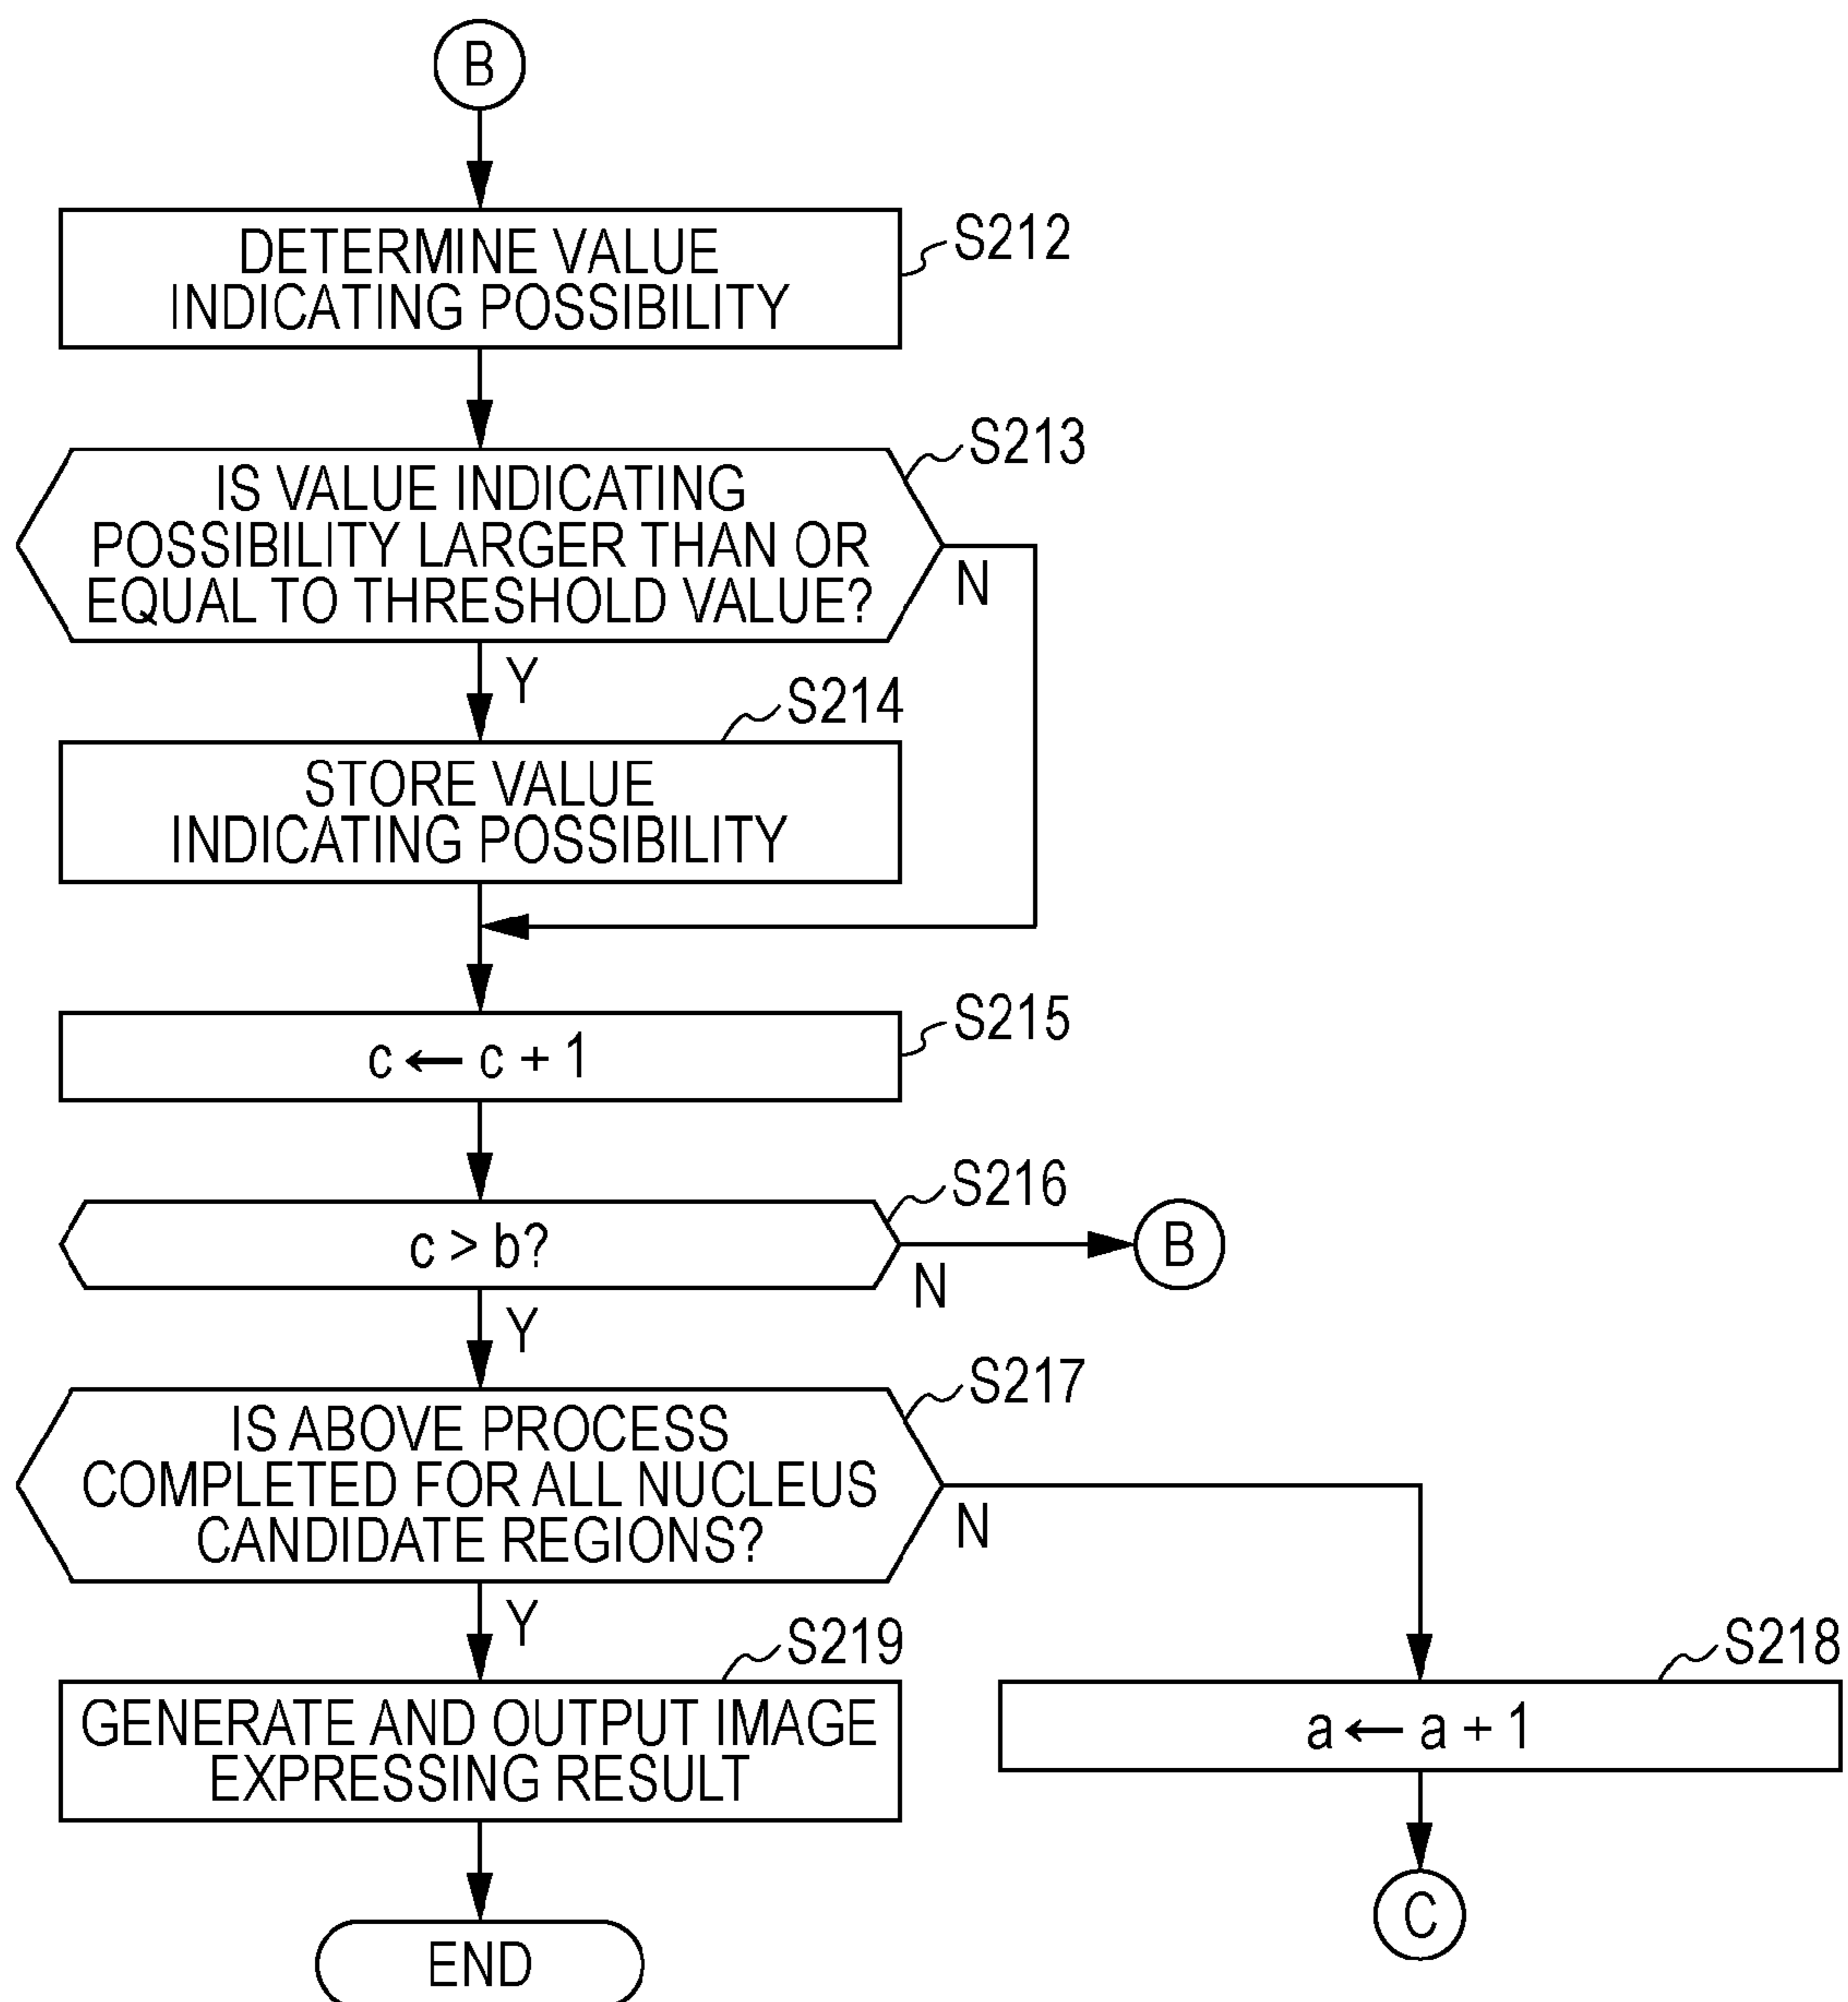 B
DETERMINE VALUE
INDICATING POSSIBILITY
S212
S213
IS VALUE INDICATING
POSSIBILITY LARGER THAN OR
EQUAL TO THRESHOLD VALUE?
N
Y
S214
STORE VALUE
INDICATING POSSIBILITY
S215
c ← c + 1
S216
c > b?
B
N
Y
S217
IS ABOVE PROCESS
COMPLETED FOR ALL NUCLEUS
CANDIDATE REGIONS?
N
Y
S219
GENERATE AND OUTPUT IMAGE
EXPRESSING RESULT
S218
a ← a + 1
C
END